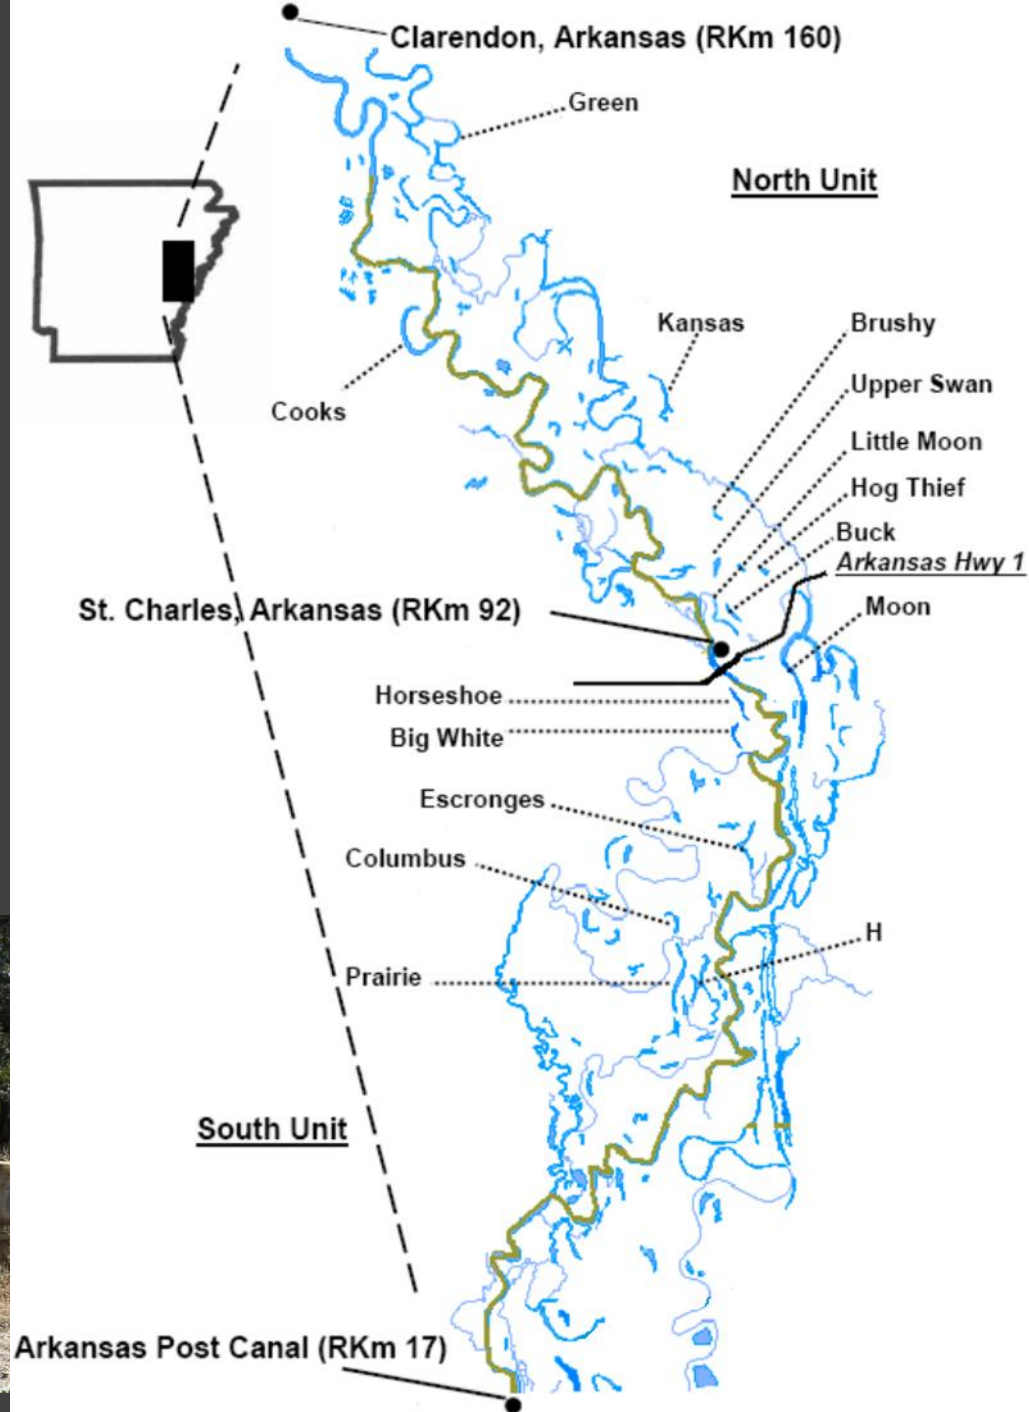 Clarendon, Arkansas (RKm 160)
Green
North Unit
Kansas
Brushy
Upper Swan
Cooks
Little Moon
Hog Thief
Buck
Arkansas Hwy 1
St. Charles, Arkansas (RKm 92)
Moon
Horseshoe
Big White
Escronges
Columbus
H
Prairie
South Unit
Arkansas Post Canal (RKm 17)